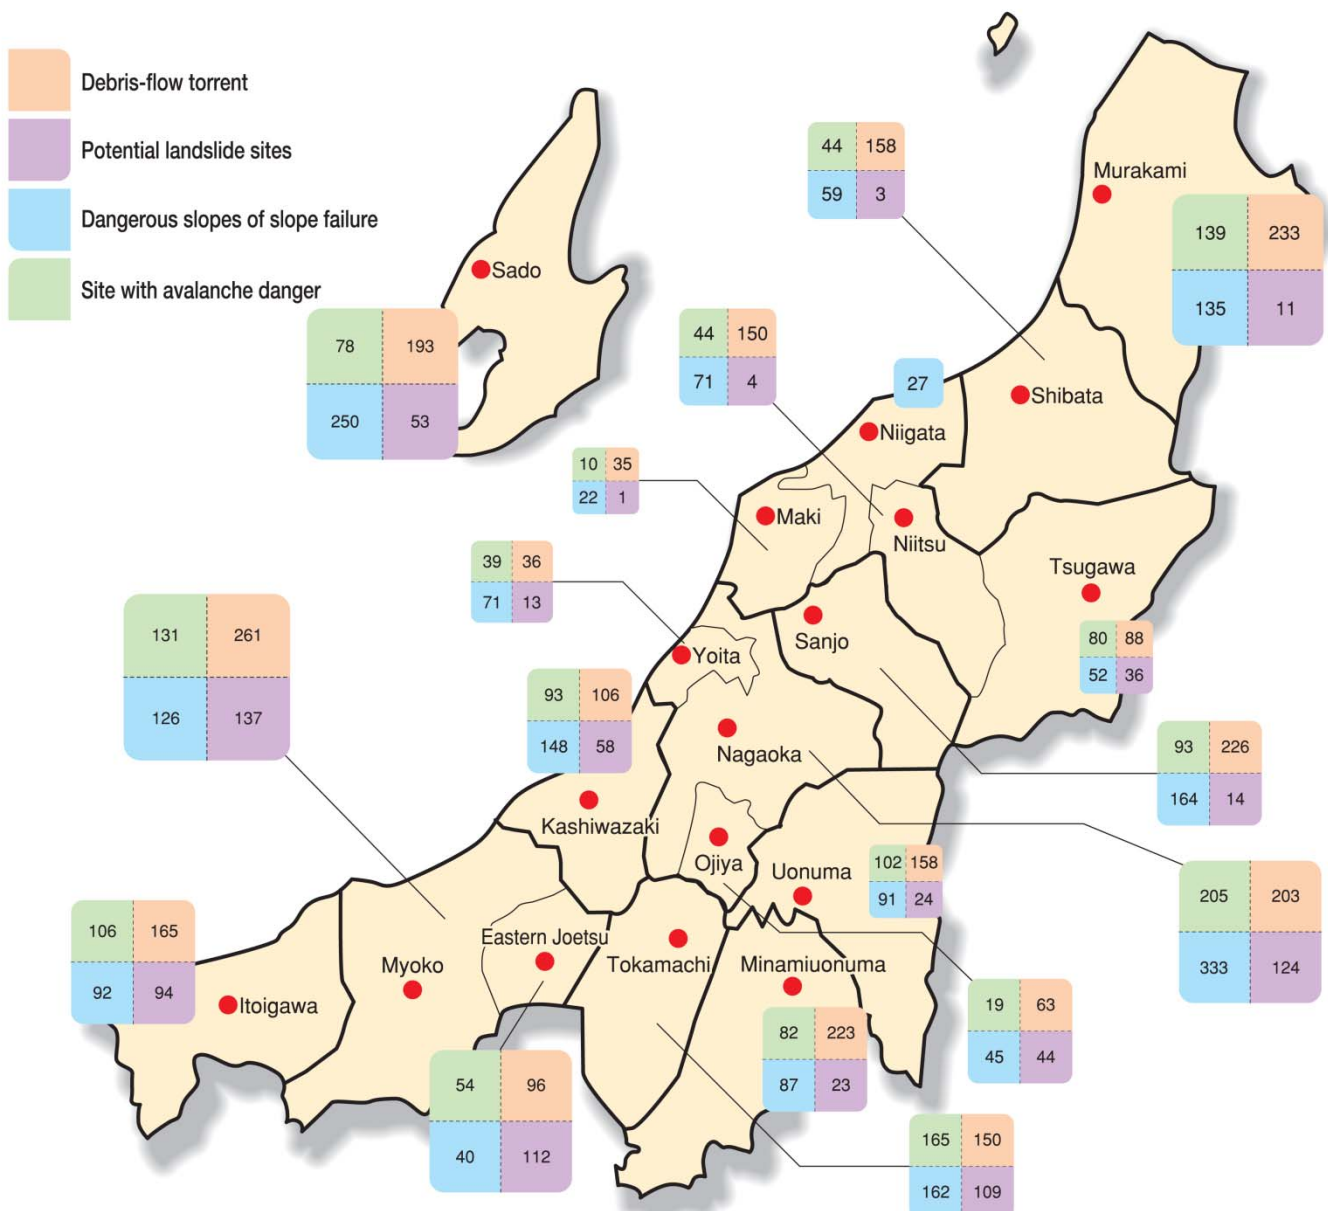 Debris-flow torrent
Potential landslide sites
Dangerous slopes of slope failure
Site with avalanche danger
Sado
78 193
250 53
44 158
59 3
Murakami
139 233
135 11
44 150
71 4
27
Shibata
Niigata
10 35
22 1
Maki
Niitsu
39 36
71 13
Tsugawa
80 88
52 36
Sanjo
Yoita
131 261
126 137
93 106
148 58
Nagaoka
93 226
164 14
Kashiwazaki
Ojiya
Uonuma
102 158
91 24
205 203
333 124
106 165
92 94
Itoigawa
Myoko
Eastern Joetsu
Tokamachi
Minamiuonuma
82 223
87 23
19 63
45 44
54 96
40 112
165 150
162 109